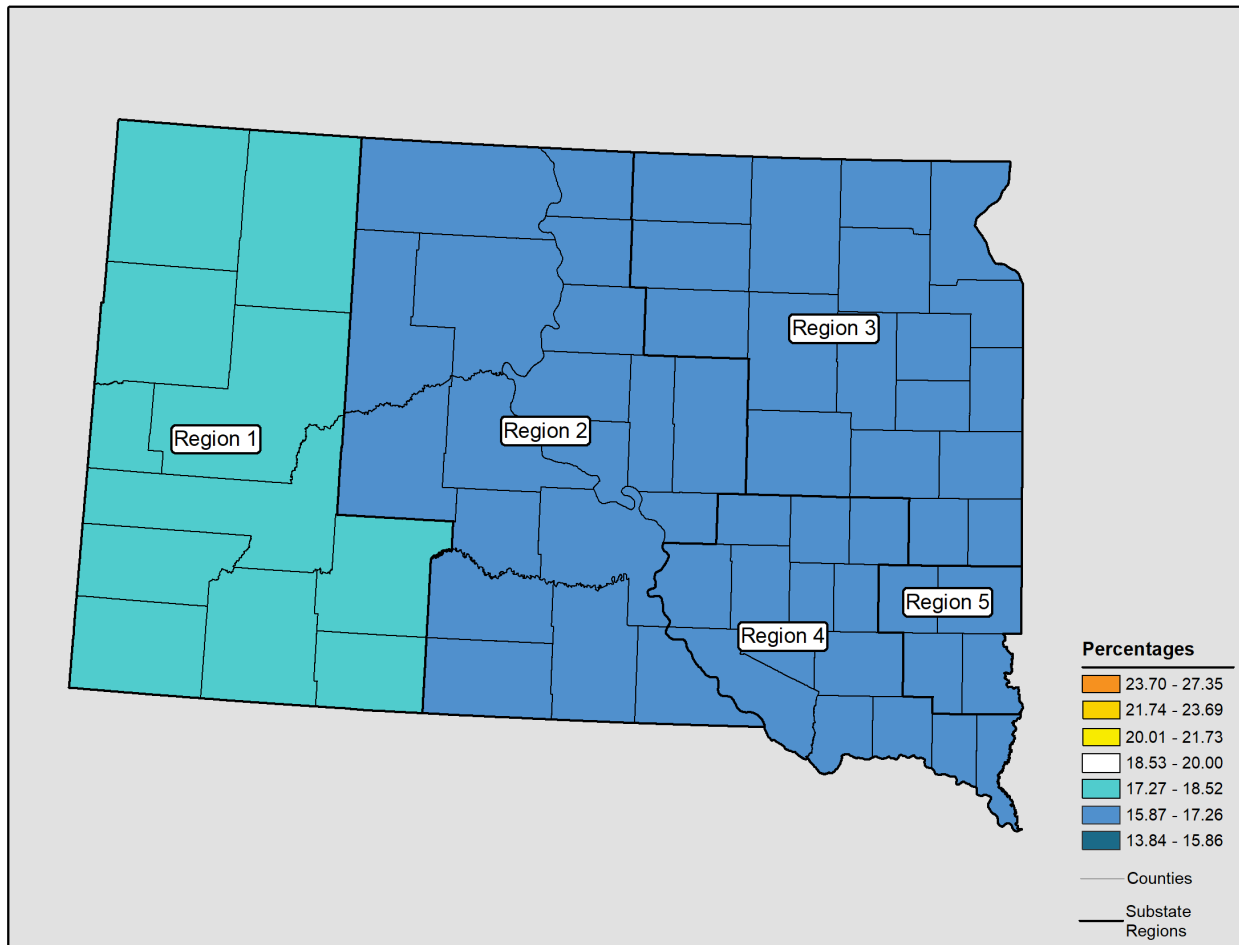 Region 3
Region 2
Region 1
Region 5
Region 4
Percentages
23.70 - 27.35
21.74 - 23.69
20.01 - 21.73
18.53 - 20.00
17.27 - 18.52
15.87 - 17.26
13.84 - 15.86
Counties
Substate
Regions